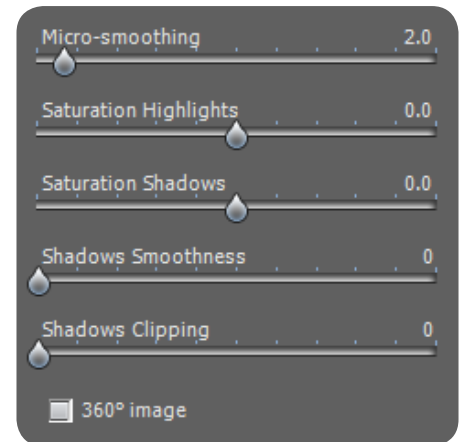 Micro-smoothing 2.0
Saturation Highlights 0.0
Saturation Shadows 0.0
Shadows Smoothness 0
Shadows Clipping 0
360º image